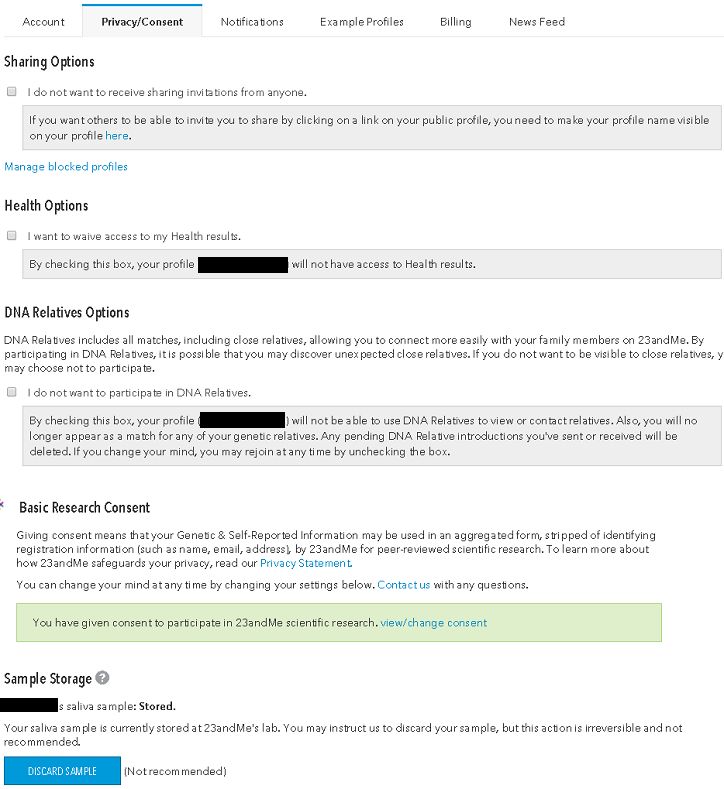 Account Privacy/Consent Notifications Example Profiles Billing News Feed
Sharing Options
I do not want to receive sharing invitations from anyone.
If you want others to be able to invite you to share by clicking on a link on your public profile, you need to make your profile name visible
on your profile here.
Manage blocked profiles
Health Options
I want to waive access to my Health results.
By checking this box, your profile will not have access to Health results.
DNA Relatives Options
DNA Relatives includes all matches, including close relatives, allowing you to connect more easily with your family members on 23andMe. By
participating in DNA Relatives, it is possible that you may discover unexpected close relatives. If you do not want to be visible to close relatives, y
may choose not to participate.
I do not want to participate in DNA Relatives.
By checking this box, your profile ( ) will not be able to use DNA Relatives to view or contact relatives. Also, you will no
longer appear as a match for any of your genetic relatives. Any pending DNA Relative introductions you've sent or received will be
deleted. If you change your mind, you may rejoin at any time by unchecking the box.
Basic Research Consent
Giving consent means that your Genetic & Self-Reported Information may be used in an aggregated form, stripped of identifying
registration information (such as name, email, address), by 23andMe for peer-reviewed scientific research. To learn more about
how 23andMe safeguards your privacy, read our Privacy Statement.
You can change your mind at any time by changing your settings below. Contact us with any questions.
You have given consent to participate in 23andMe scientific research. view/change consent
Sample Storage ?
s saliva sample: Stored.
Your saliva sample is currently stored at 23andMe's lab. You may instruct us to discard your sample, but this action is irreversible and not
recommended.
DISCARD SAMPLE (Not recommended)